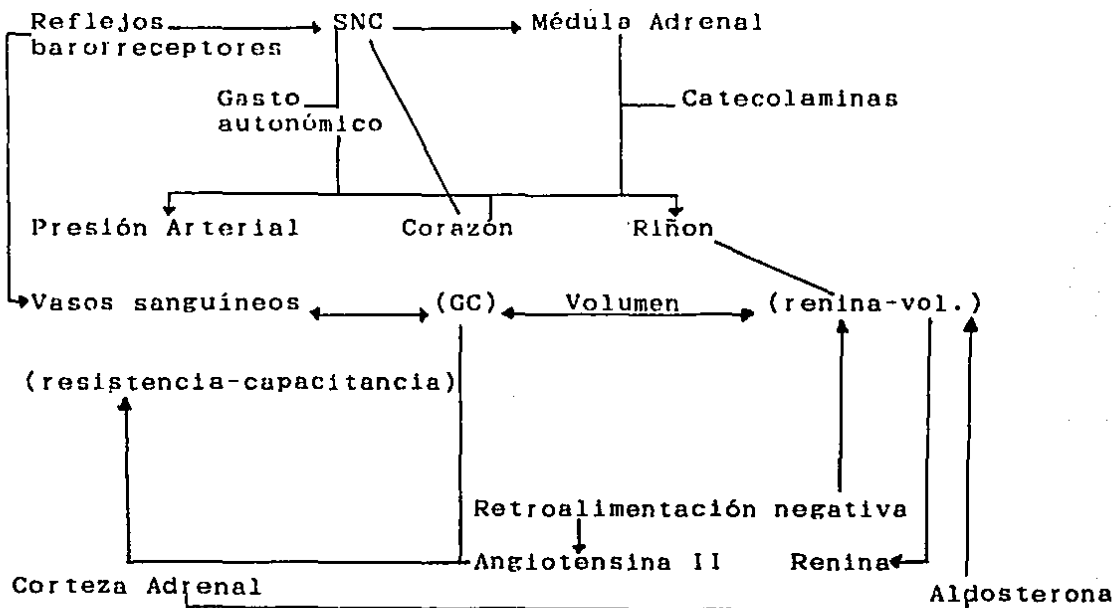 Reflejos SNC Médula Adrenal
barorreceptores
Gasto Catecolaminas
autonómico
Presión Arterial Corazón Riñon
Vasos sanguíneos (GC) Volumen (renina-vol.)
(resistencia-capacitancia)
Retroalimentación negativa
Angiotensina II Renina
Corteza Adrenal Aldosterona